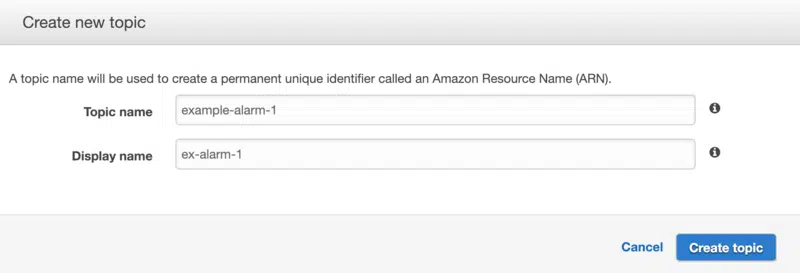 Create new topic
A topic name will be used to create a permanent unique identifier called an Amazon Resource Name (ARN).
Topic name example-alarm-1
Display name ex-alarm-1
Cancel Create topic